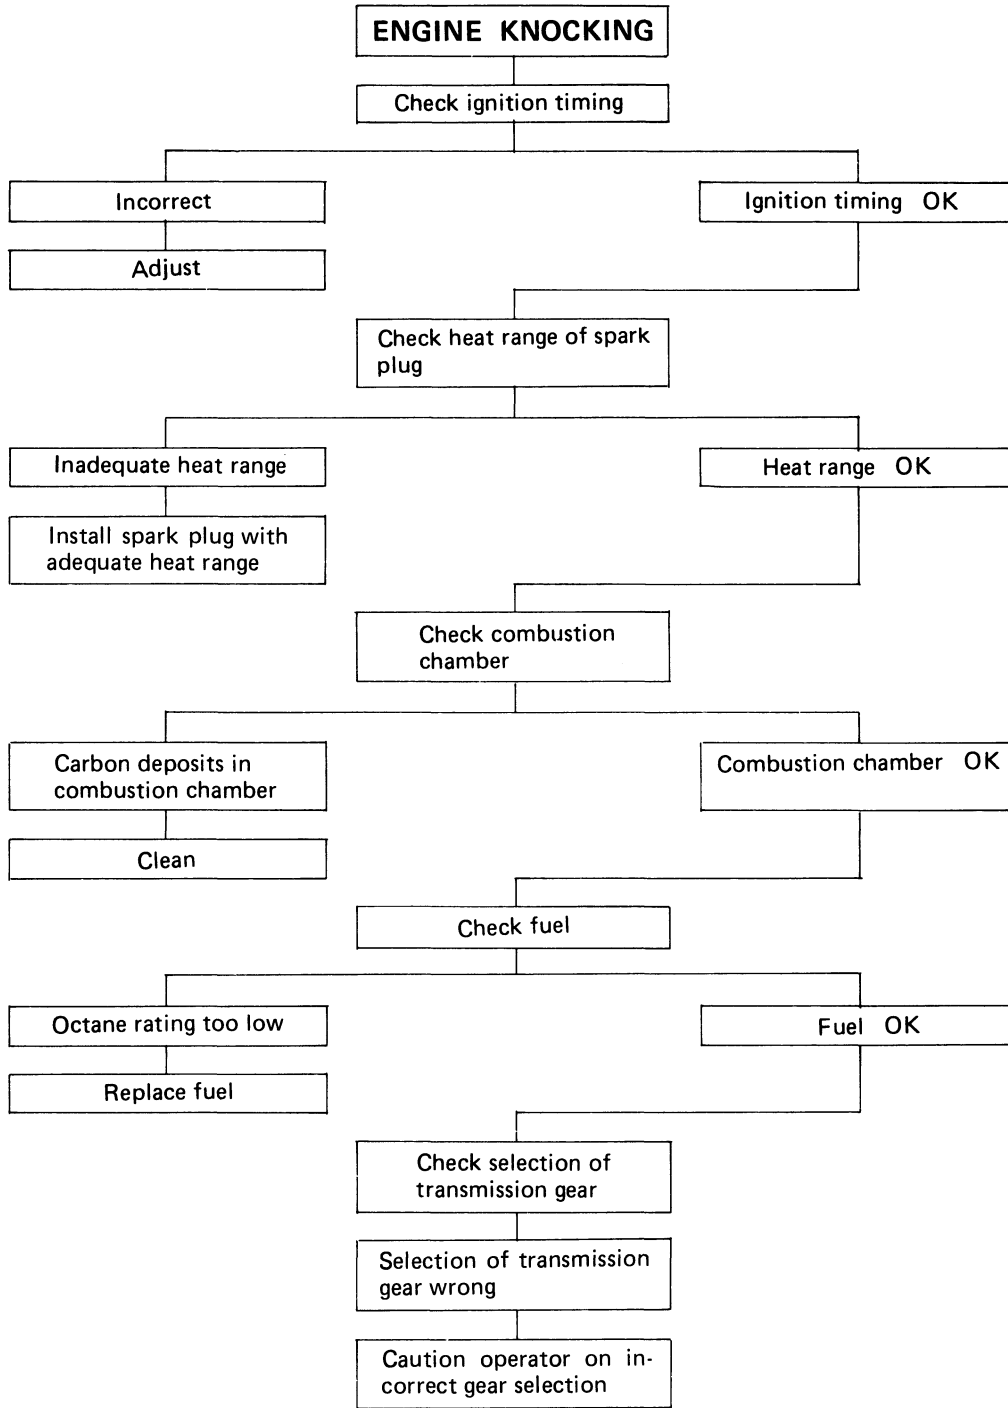 ENGINE KNOCKING
Check ignition timing
Incorrect
Ignition timing OK
Adjust
Check heat range of spark
plug
Inadequate heat range
Heat range OK
Install spark plug with
adequate heat range
Check combustion
chamber
Carbon deposits in
combustion chamber
Combustion chamber OK
Clean
Check fuel
Octane rating too low
Fuel OK
Replace fuel
Check selection of
transmission gear
Selection of transmission
gear wrong
Caution operator on in-
correct gear selection